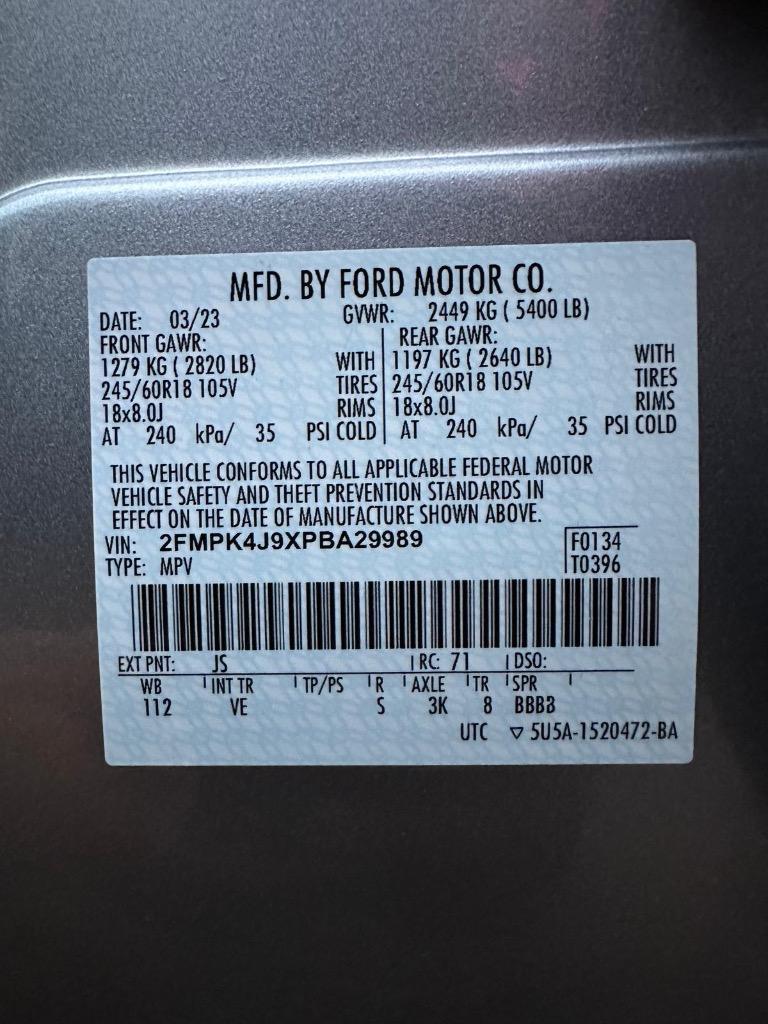 MFD. BY FORD MOTOR CO.
DATE: 03/23 GVWR: 2449 KG ( 5400 LB)
FRONT GAWR: REAR GAWR:
1279 KG ( 2820 LB) WITH 1197 KG ( 2640 LB) WITH
245/60R18 105V TIRES 245/60R18 105V TIRES
18x8.0J RIMS 18x8.0J RIMS
AT 240 kPa/ 35 PSI COLD AT 240 kPa/ 35 PSI COLD
THIS VEHICLE CONFORMS TO ALL APPLICABLE FEDERAL MOTOR
VEHICLE SAFETY AND THEFT PREVENTION STANDARDS IN
EFFECT ON THE DATE OF MANUFACTURE SHOWN ABOVE.
VIN: 2FMPK4J9XPBA29989 F0134
TYPE: MPV T0396
EXT PNT: JS RC: 71 DSO:
WB INT TR TP/PS R AXLE TR SPR
112 VE S 3K 8 BBBB
UTC ▽ 5U5A-1520472-BA